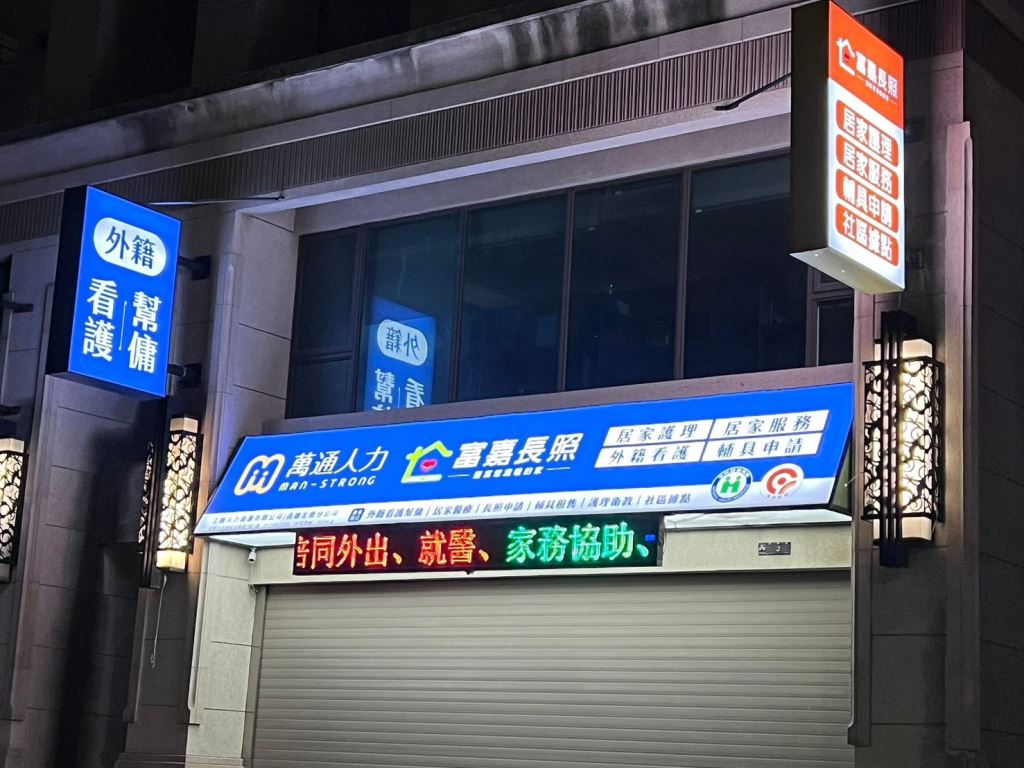 外籍
看護
幫傭
富嘉長照
居家護理
居家服務
輔具申請
社區據點
外籍
萬通人力
MAN-STRONG
富嘉長照
居家護理
居家服務
外籍看護
輔具申請
外籍看護幫傭|居家醫療|長照申請|輔具租售|護理衛教|社區據點
同外出、就醫、家務協助、